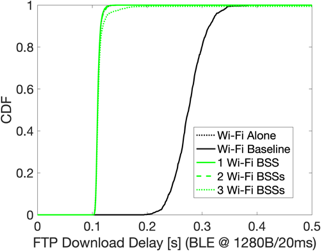 1
0.8
0.6
0.4
0.2
0
CDF
Wi-Fi Alone
Wi-Fi Baseline
1 Wi-Fi BSS
2 Wi-Fi BSSs
3 Wi-Fi BSSs
0 0.1 0.2 0.3 0.4 0.5
FTP Download Delay [s] (BLE @ 1280B/20ms)